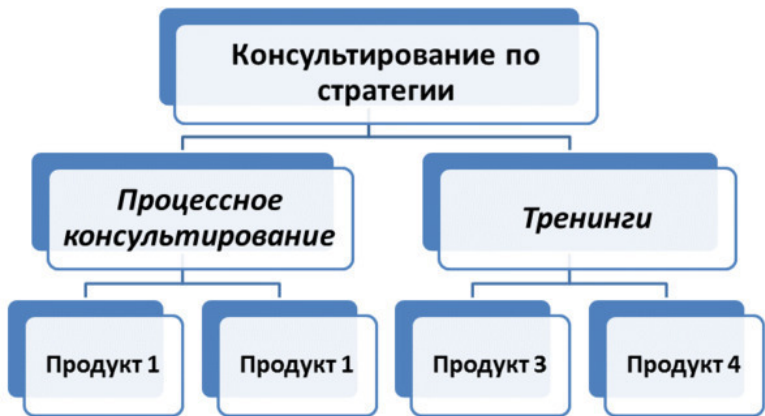 Консультирование по
стратегии
Процессное
консультирование
Тренинги
Продукт 1
Продукт 1
Продукт 3
Продукт 4